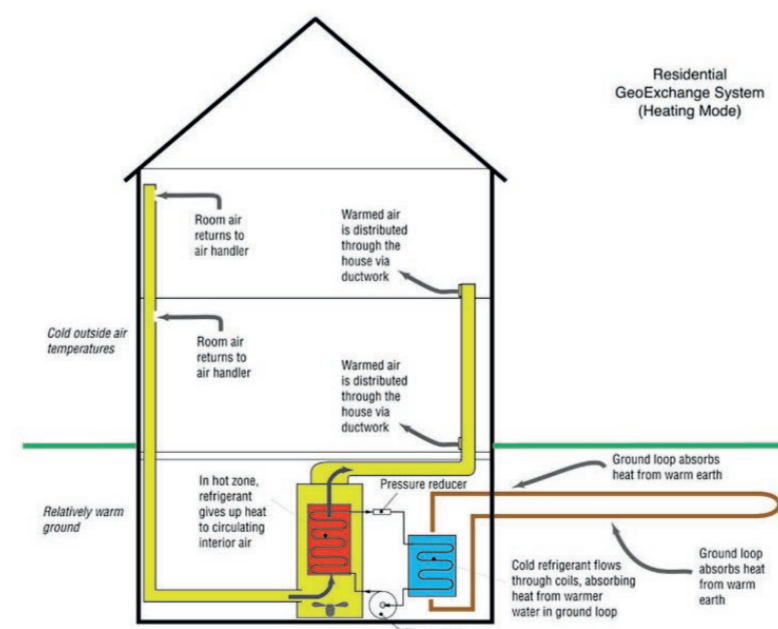 Residential
GeoExchange System
(Heating Mode)
Room air
returns to
air handler
Warmed air
is distributed
through the
house via
ductwork
Cold outside air
temperatures
Room air
returns to
air handler
Warmed air
is distributed
through the
house via
ductwork
Ground loop absorbs
heat from warm earth
In hot zone,
refrigerant
gives up heat
to circulating
interior air
Pressure reducer
Relatively warm
ground
Cold refrigerant flows
through coils, absorbing
heat from warmer
water in ground loop
Ground loop
absorbs heat
from warm
earth